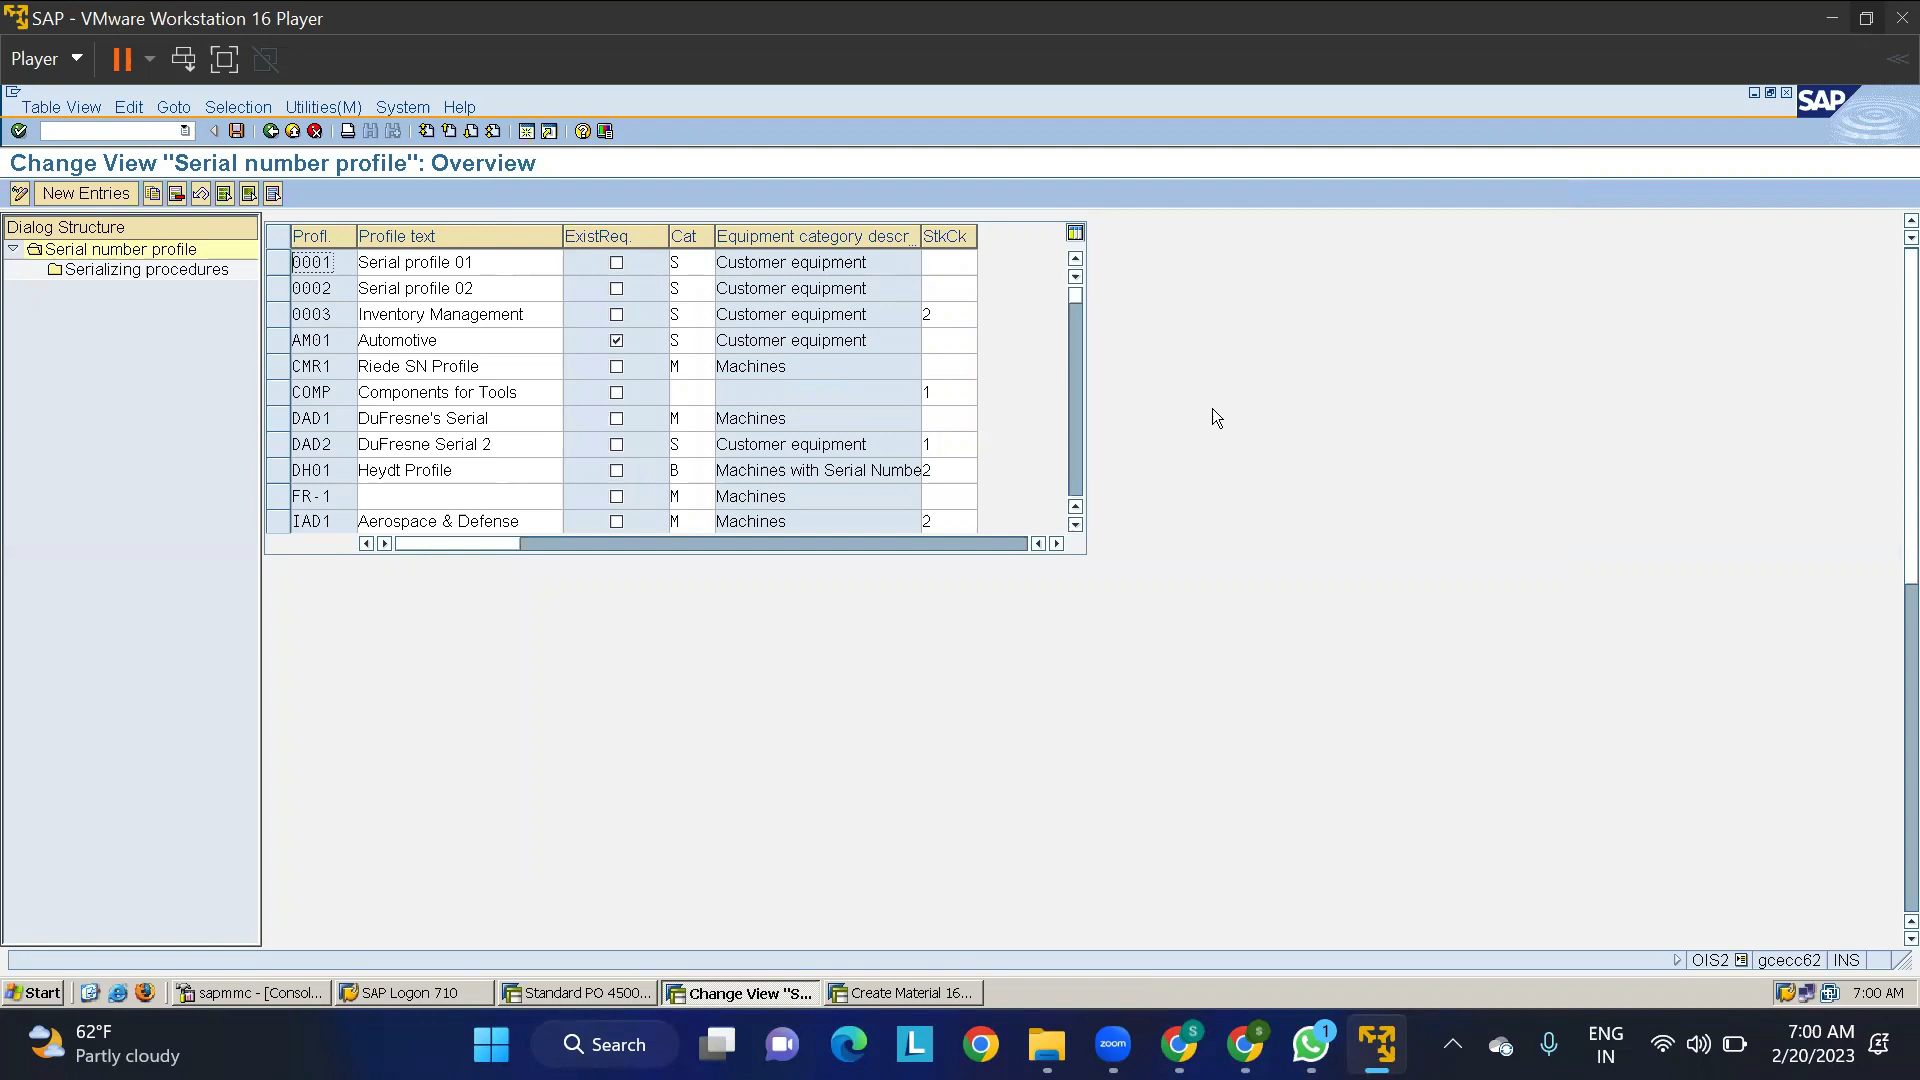 SAP - VMware Workstation 16 Player
Player
Table View Edit Goto Selection Utilities(M) System Help
SAP
Change View "Serial number profile": Overview
New Entries
Dialog Structure
Serial number profile
Serializing procedures
Profl. Profile text ExistReq. Cat Equipment category descr... StkCk
0001 Serial profile 01 S Customer equipment
0002 Serial profile 02 S Customer equipment
0003 Inventory Management S Customer equipment 2
AM01 Automotive S Customer equipment
CMR1 Riede SN Profile M Machines
COMP Components for Tools 1
DAD1 DuFresne's Serial M Machines
DAD2 DuFresne Serial 2 S Customer equipment 1
DH01 Heydt Profile B Machines with Serial Numbe 2
FR-1 M Machines
IAD1 Aerospace & Defense M Machines 2
OIS2 gcecc62 INS
Start sapmmc - [Consol... SAP Logon 710 Standard PO 4500... Change View "S... Create Material 16... 7:00 AM
62°F
Partly cloudy
Search
L
zoom
S
S
1
ENG
IN
7:00 AM
2/20/2023